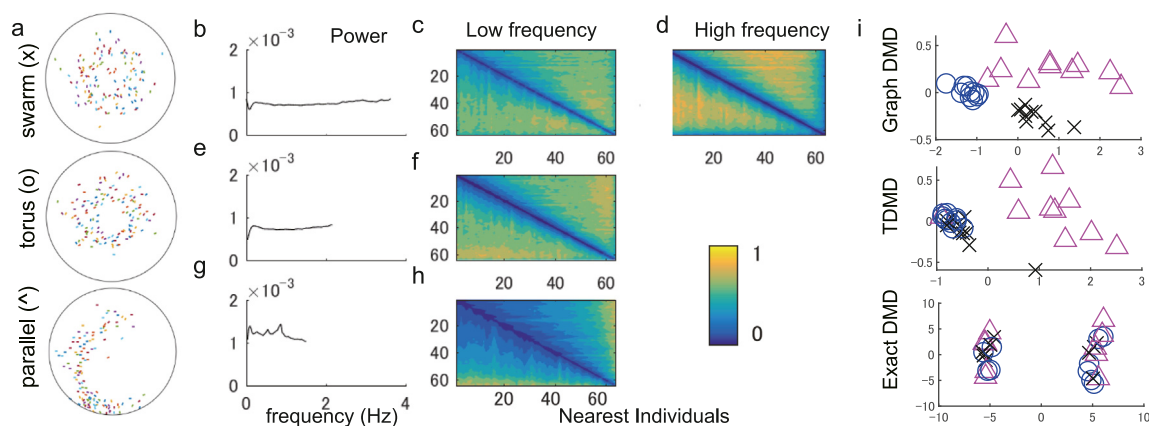 a
swarm (x)
torus (o)
parallel (^)
b
2
×10⁻³
Power
1
0
e
2
×10⁻³
1
0
g
2
×10⁻³
1
0
0
2
4
frequency (Hz)
c
Low frequency
20
40
60
20 40 60
d
High frequency
20 40 60
f
20
40
60
20 40 60
h
20
40
60
20 40 60
1
0
Nearest Individuals
i
Graph DMD
0.5
0
-0.5
-2 -1 0 1 2 3
TDMD
0.5
0
-0.5
-1 0 1 2 3
Exact DMD
10
5
0
-5
-10
-10 -5 0 5 10